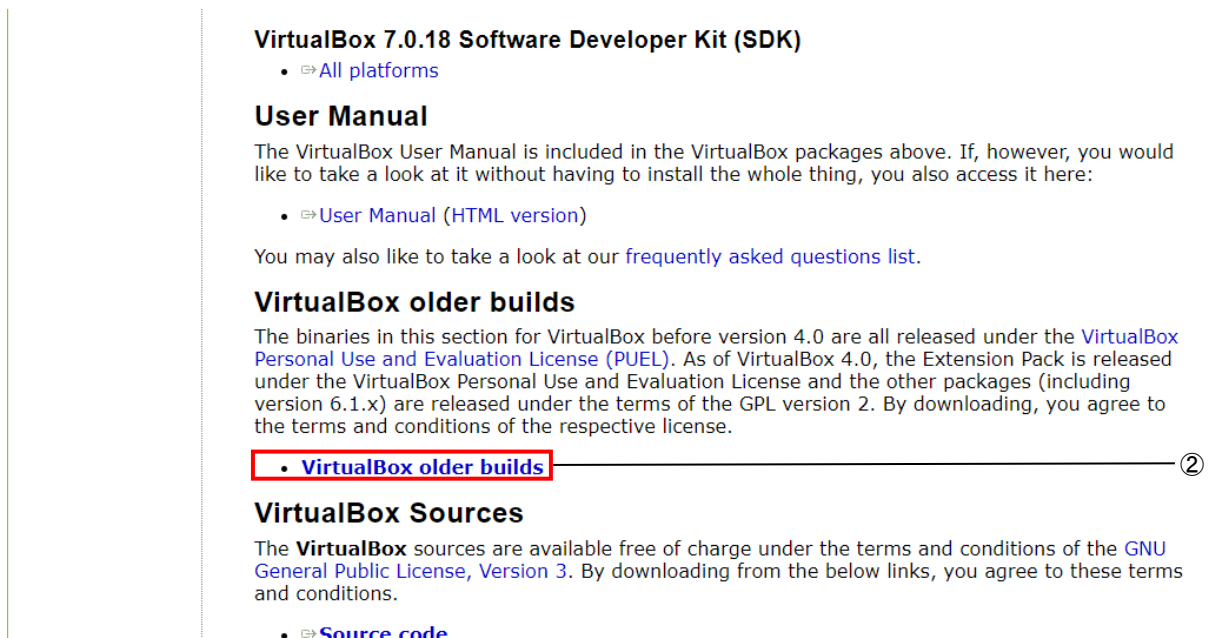 VirtualBox 7.0.18 Software Developer Kit (SDK)
• All platforms
User Manual
The VirtualBox User Manual is included in the VirtualBox packages above. If, however, you would
like to take a look at it without having to install the whole thing, you also access it here:
• User Manual (HTML version)
You may also like to take a look at our frequently asked questions list.
VirtualBox older builds
The binaries in this section for VirtualBox before version 4.0 are all released under the VirtualBox
Personal Use and Evaluation License (PUEL). As of VirtualBox 4.0, the Extension Pack is released
under the VirtualBox Personal Use and Evaluation License and the other packages (including
version 6.1.x) are released under the terms of the GPL version 2. By downloading, you agree to
the terms and conditions of the respective license.
• VirtualBox older builds ②
VirtualBox Sources
The VirtualBox sources are available free of charge under the terms and conditions of the GNU
General Public License, Version 3. By downloading from the below links, you agree to these terms
and conditions.
• Source code